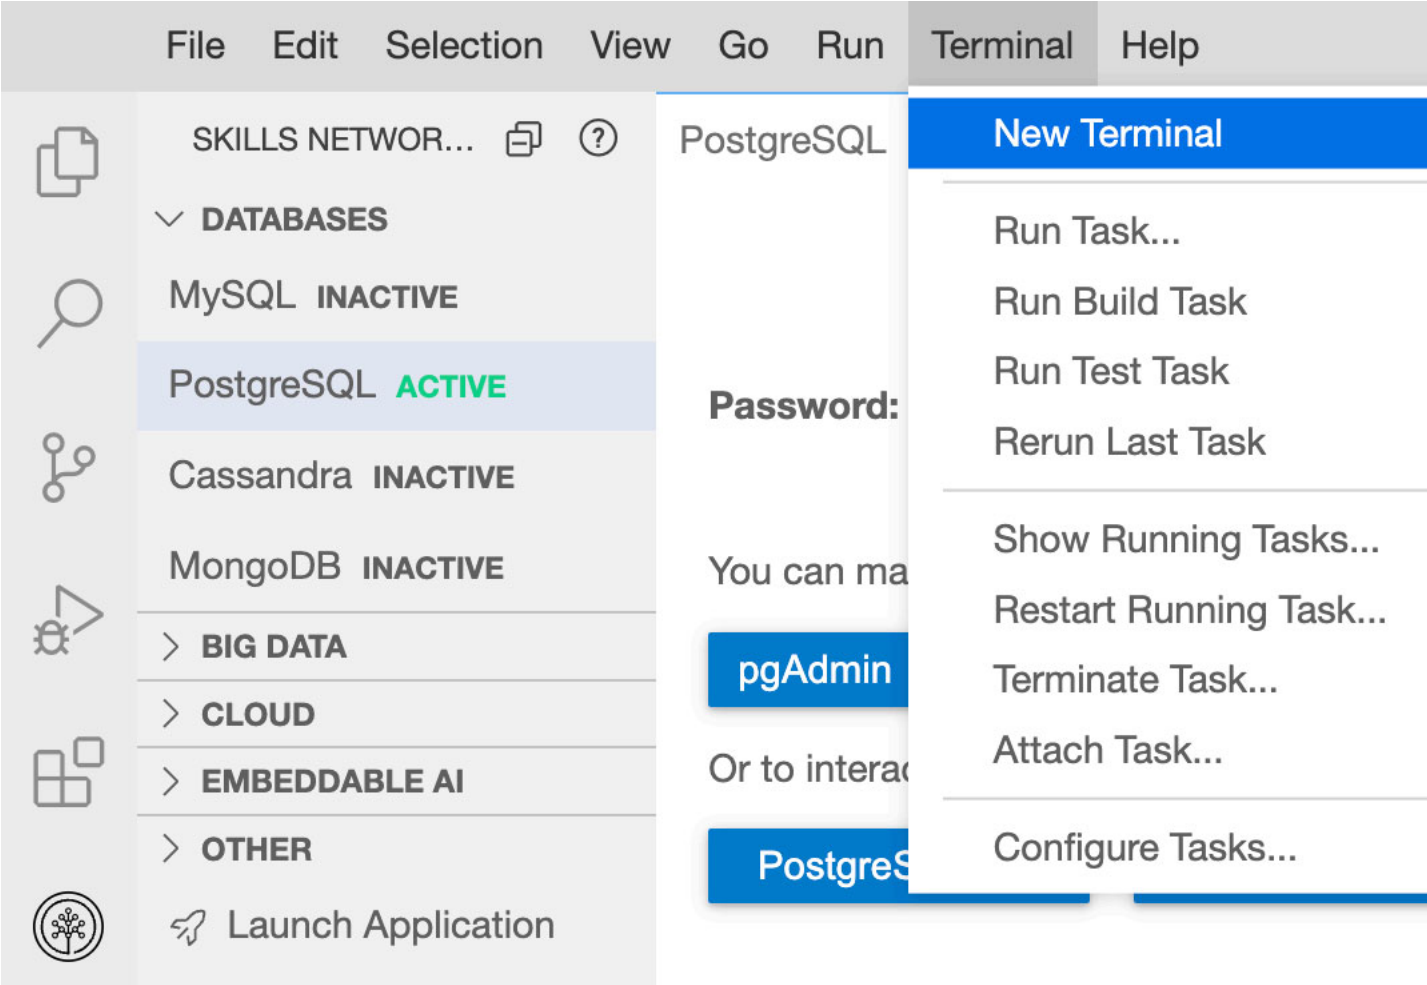 File Edit Selection View Go Run Terminal Help
SKILLS NETWOR... ?
DATABASES
MySQL INACTIVE
PostgreSQL ACTIVE
Cassandra INACTIVE
MongoDB INACTIVE
BIG DATA
CLOUD
EMBEDDABLE AI
OTHER
Launch Application
PostgreSQL
Password:
You can ma
pgAdmin
Or to interac
PostgreS
New Terminal
Run Task...
Run Build Task
Run Test Task
Rerun Last Task
Show Running Tasks...
Restart Running Task...
Terminate Task...
Attach Task...
Configure Tasks...